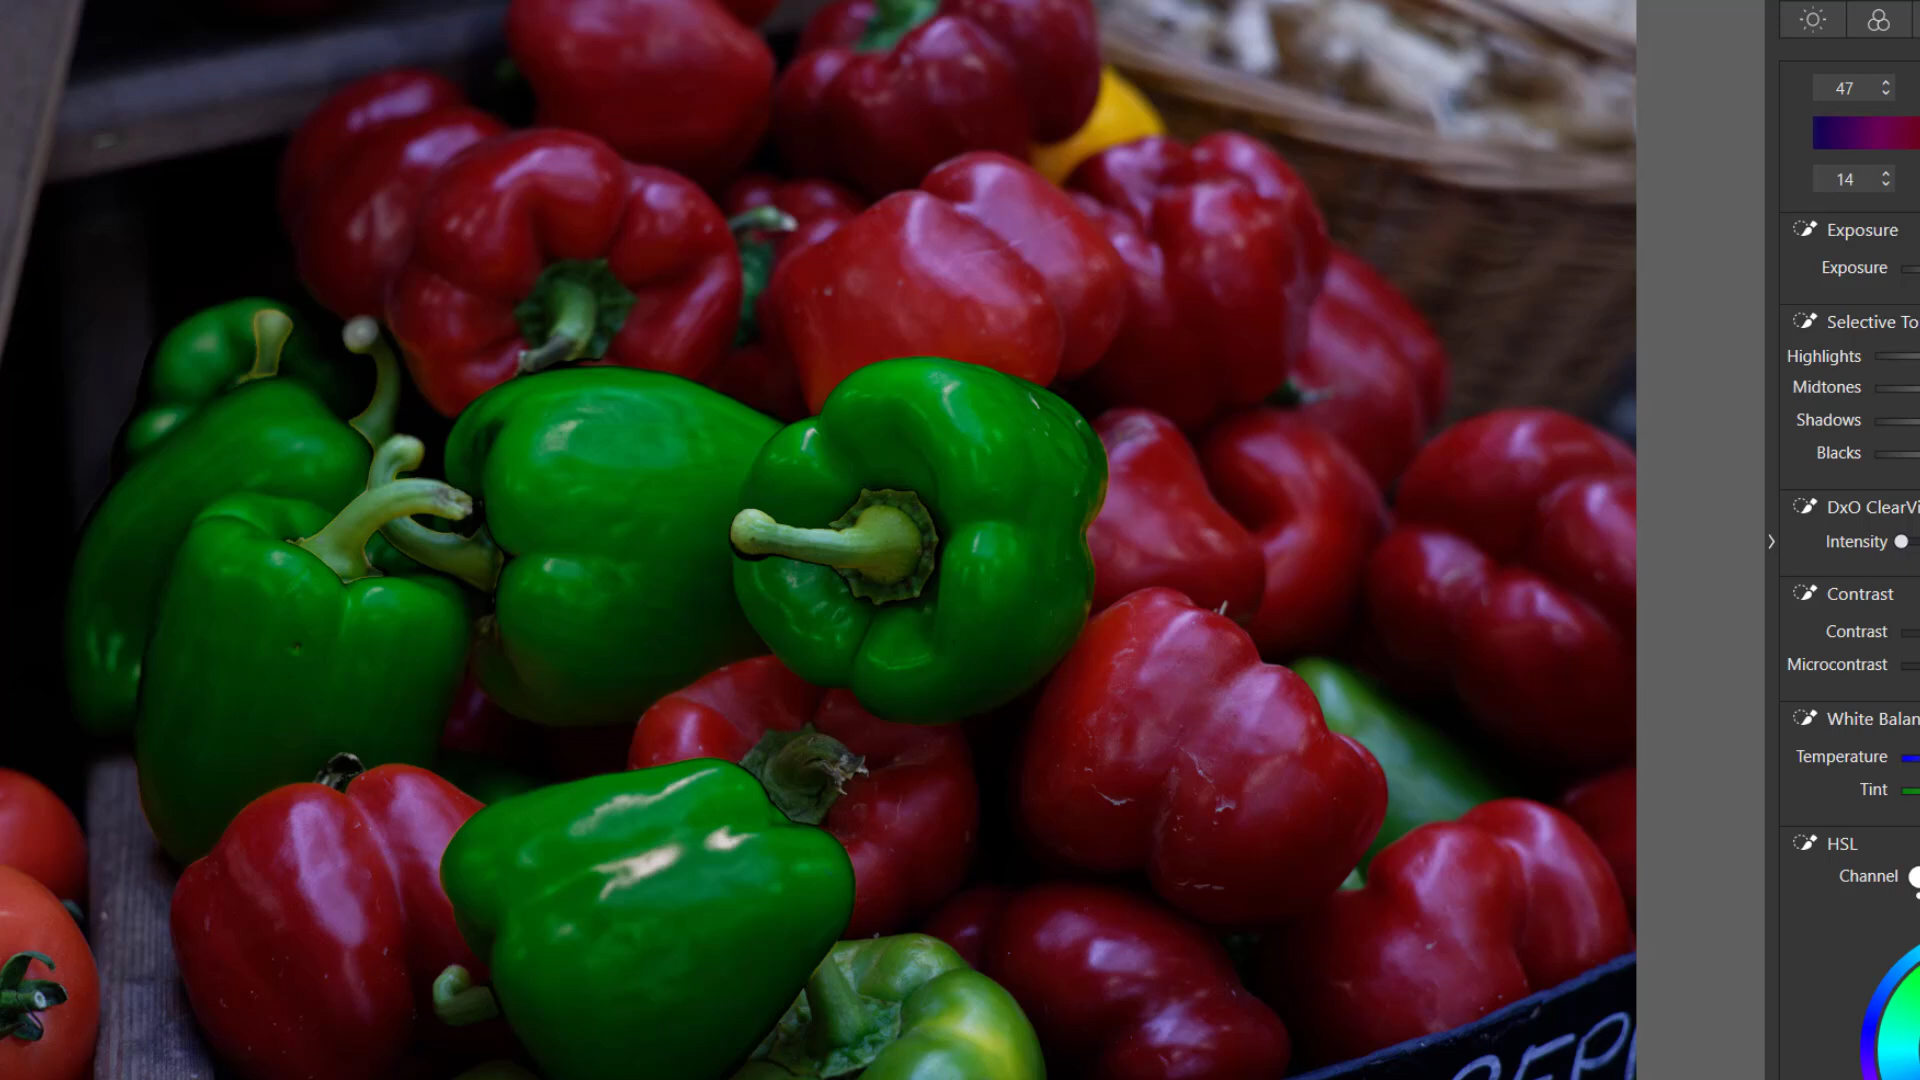 47
14
Exposure
Exposure
Selective To
Highlights
Midtones
Shadows
Blacks
DxO ClearVi
Intensity
Contrast
Contrast
Microcontrast
White Balan
Temperature
Tint
HSL
Channel
PEPP